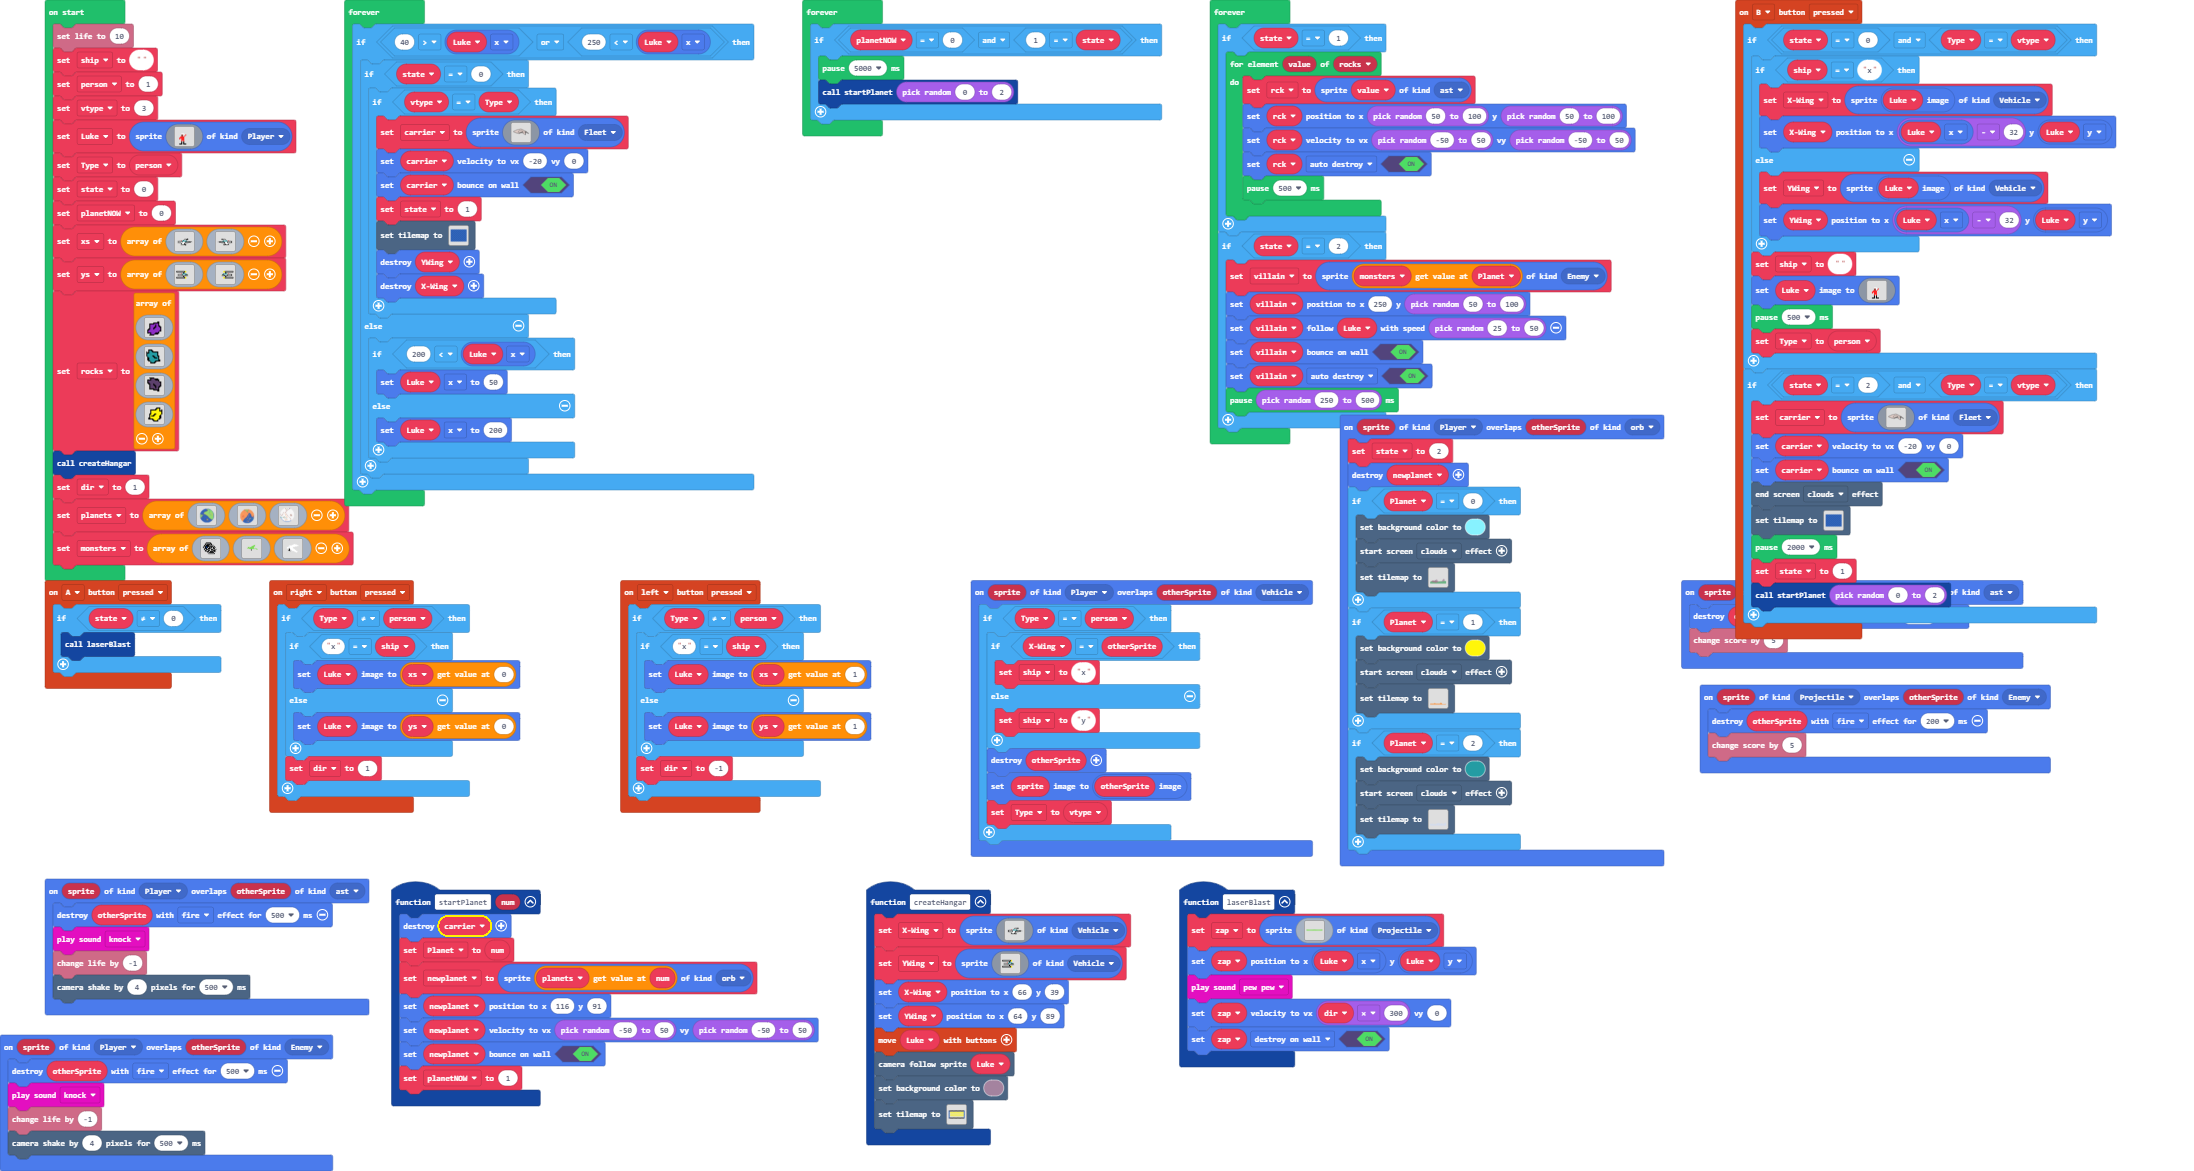 on start
set life to 10
set ship to " "
set person to 1
set vtype to 3
set Luke to sprite of kind Player
set Type to person
set state to 0
set planetNOW to 0
set xs to array of
set ys to array of
set rocks to array of
call createHangar
set dir to 1
set planets to array of
set monsters to array of
forever
if 40 > Luke x or 250 < Luke x then
if state = 0 then
if vtype = Type then
set carrier to sprite of kind Fleet
set carrier velocity to vx -20 vy 0
set carrier bounce on wall ON
set state to 1
set tilemap to
destroy YWing
destroy X-Wing
else
if 200 < Luke x then
set Luke x to 50
else
set Luke x to 200
forever
if planetNOW = 0 and 1 = state then
pause 5000 ms
call startPlanet pick random 0 to 2
forever
if state = 1 then
for element value of rocks
do
set rck to sprite value of kind ast
set rck position to x pick random 50 to 100 y pick random 50 to 100
set rck velocity to vx pick random -50 to 50 vy pick random -50 to 50
set rck auto destroy ON
pause 500 ms
if state = 2 then
set villain to sprite monsters get value at Planet of kind Enemy
set villain position to x 250 y pick random 50 to 100
set villain follow Luke with speed pick random 25 to 50
set villain bounce on wall ON
set villain auto destroy ON
pause pick random 250 to 500 ms
on sprite of kind Player overlaps otherSprite of kind orb
set state to 2
destroy newplanet
if Planet = 0 then
set background color to
start screen clouds effect
set tilemap to
if Planet = 1 then
set background color to
start screen clouds effect
set tilemap to
if Planet = 2 then
set background color to
start screen clouds effect
set tilemap to
on B button pressed
if state = 0 and Type = vtype then
if ship = "x" then
set X-Wing to sprite Luke image of kind Vehicle
set X-Wing position to x Luke x - 32 y Luke y
else
set YWing to sprite Luke image of kind Vehicle
set YWing position to x Luke x - 32 y Luke y
set ship to " "
set Luke image to
pause 500 ms
set Type to person
if state = 2 and Type = vtype then
set carrier to sprite of kind Fleet
set carrier velocity to vx -20 vy 0
set carrier bounce on wall ON
end screen clouds effect
set tilemap to
pause 2000 ms
set state to 1
call startPlanet pick random 0 to 2
on sprite of kind ast
destroy
change score by 5
on A button pressed
if state ≠ 0 then
call laserBlast
on right button pressed
if Type ≠ person then
if "x" = ship then
set Luke image to xs get value at 0
else
set Luke image to ys get value at 0
set dir to 1
on left button pressed
if Type ≠ person then
if "x" = ship then
set Luke image to xs get value at 1
else
set Luke image to ys get value at 1
set dir to -1
on sprite of kind Player overlaps otherSprite of kind Vehicle
if Type = person then
if X-Wing = otherSprite then
set ship to "x"
else
set ship to "y"
destroy otherSprite
set sprite image to otherSprite image
set Type to vtype
on sprite of kind Projectile overlaps otherSprite of kind Enemy
destroy otherSprite with fire effect for 200 ms
change score by 5
on sprite of kind Player overlaps otherSprite of kind ast
destroy otherSprite with fire effect for 500 ms
play sound knock
change life by -1
camera shake by 4 pixels for 500 ms
on sprite of kind Player overlaps otherSprite of kind Enemy
destroy otherSprite with fire effect for 500 ms
play sound knock
change life by -1
camera shake by 4 pixels for 500 ms
function startPlanet num
destroy carrier
set Planet to num
set newplanet to sprite planets get value at num of kind orb
set newplanet position to x 116 y 91
set newplanet velocity to vx pick random -50 to 50 vy pick random -50 to 50
set newplanet bounce on wall ON
set planetNOW to 1
function createHangar
set X-Wing to sprite of kind Vehicle
set YWing to sprite of kind Vehicle
set X-Wing position to x 66 y 39
set YWing position to x 64 y 89
move Luke with buttons
camera follow sprite Luke
set background color to
set tilemap to
function laserBlast
set zap to sprite of kind Projectile
set zap position to x Luke x y Luke y
play sound pew pew
set zap velocity to vx dir × 300 vy 0
set zap destroy on wall ON